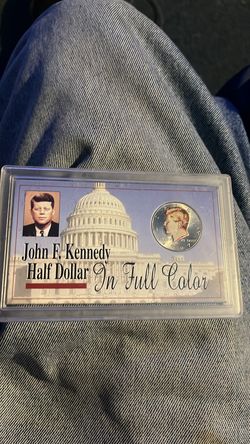 John F. Kennedy
Half Dollar
In Full Color